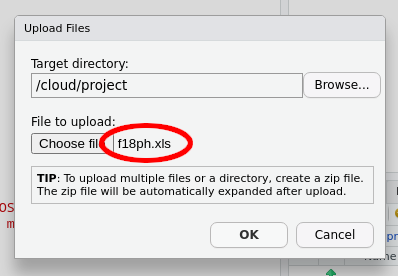 Upload Files
Target directory:
/cloud/project
Browse...
File to upload:
Choose file f18ph.xls
TIP: To upload multiple files or a directory, create a zip file.
The zip file will be automatically expanded after upload.
OK Cancel